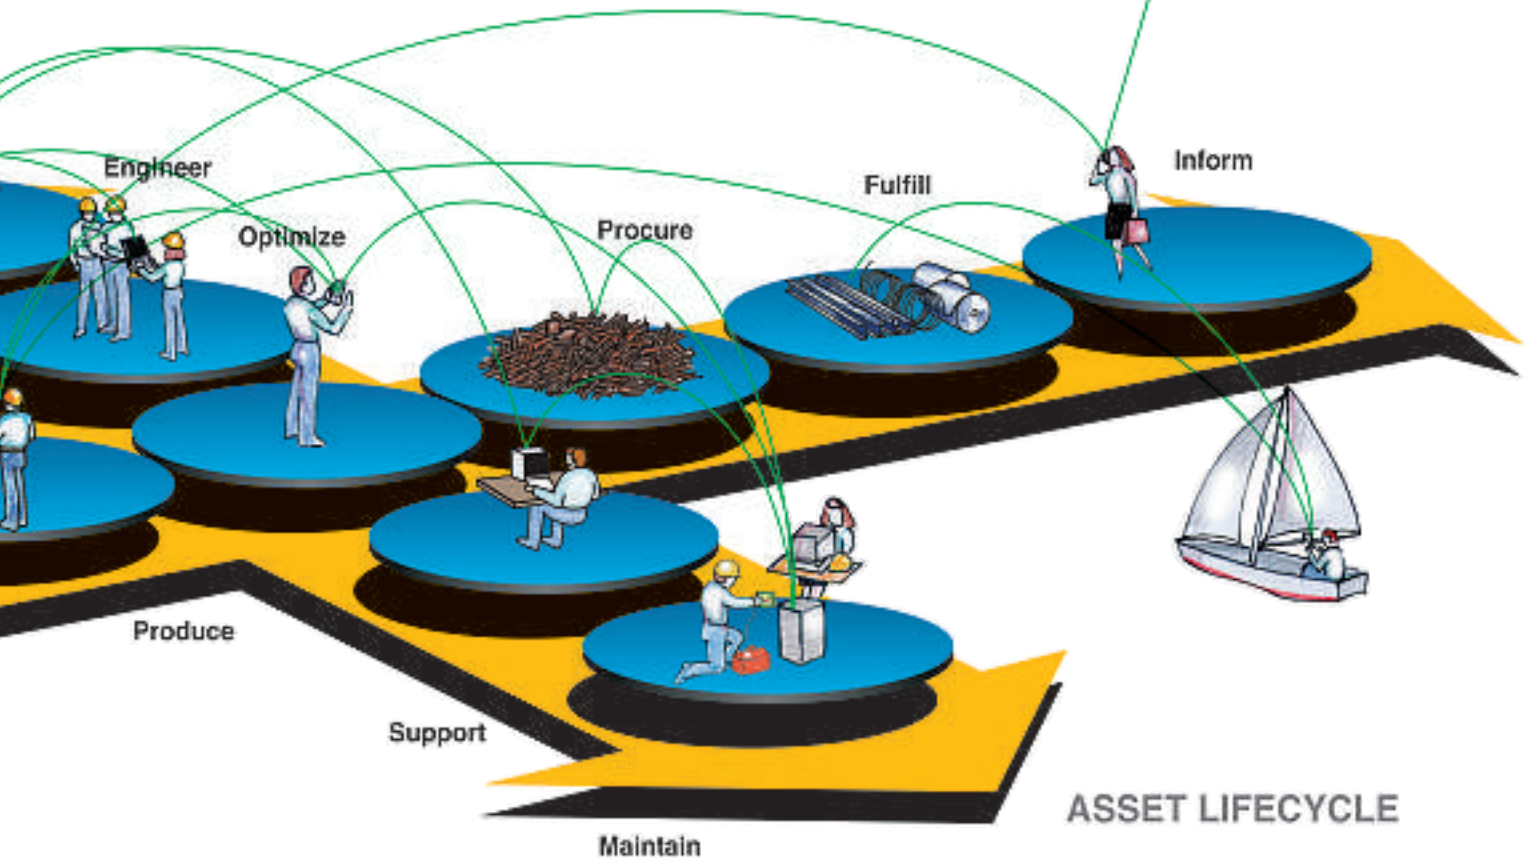 Inform
Engineer
Fulfill
Procure
Optimize
Produce
Support
ASSET LIFECYCLE
Maintain